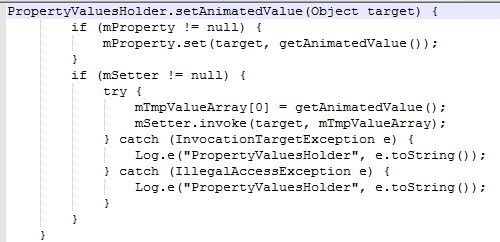 PropertyValuesHolder.setAnimatedValue(Object target) {
if (mProperty != null) {
mProperty.set(target, getAnimatedValue());
}
if (mSetter != null) {
try {
mTmpValueArray[0] = getAnimatedValue();
mSetter.invoke(target, mTmpValueArray);
} catch (InvocationTargetException e) {
Log.e("PropertyValuesHolder", e.toString());
} catch (IllegalAccessException e) {
Log.e("PropertyValuesHolder", e.toString());
}
}
}